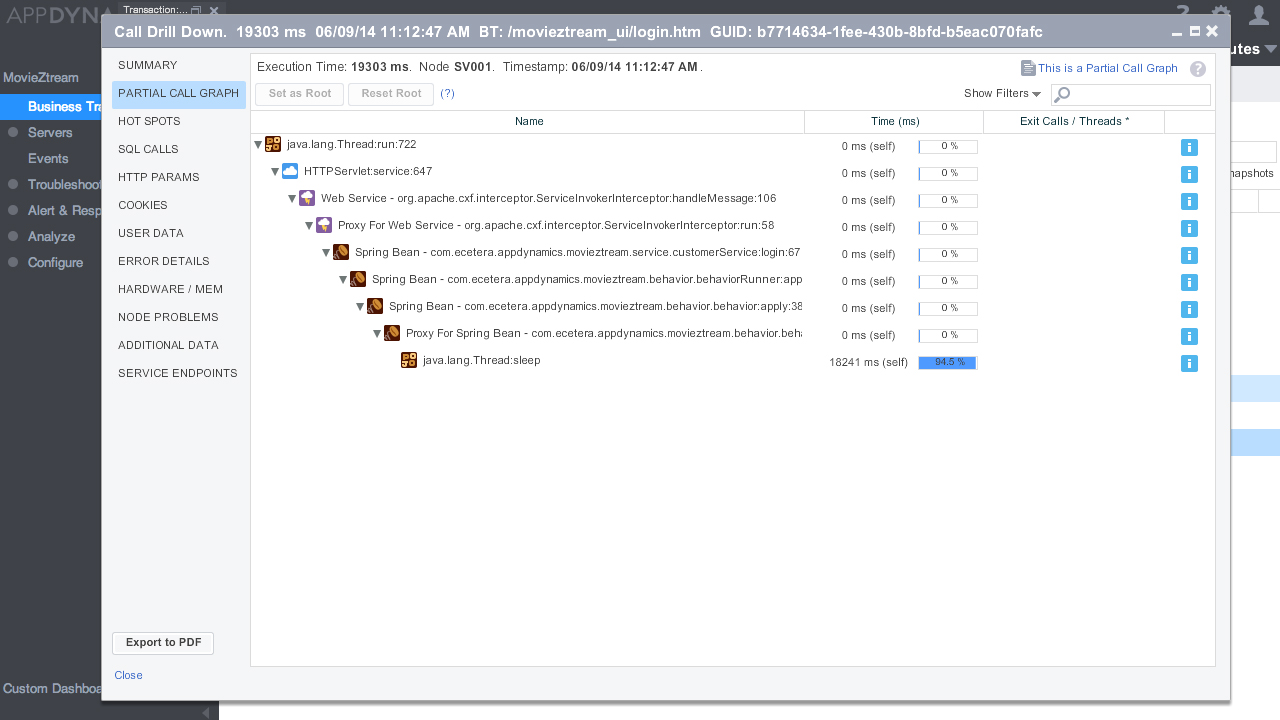 APPDYNA
Transaction:...
Call Drill Down. 19303 ms 06/09/14 11:12:47 AM BT: /movieztream_ui/login.htm GUID: b7714634-1fee-430b-8bfd-b5eac070fafc
utes
MovieZtream
Business Tra
Servers
Events
Troubleshoot
Alert & Resp
Analyze
Configure
Custom Dashboa
SUMMARY
PARTIAL CALL GRAPH
HOT SPOTS
SQL CALLS
HTTP PARAMS
COOKIES
USER DATA
ERROR DETAILS
HARDWARE / MEM
NODE PROBLEMS
ADDITIONAL DATA
SERVICE ENDPOINTS
Export to PDF
Close
Execution Time: 19303 ms. Node SV001. Timestamp: 06/09/14 11:12:47 AM.
This is a Partial Call Graph ?
Set as Root Reset Root (?)
Show Filters
Name Time (ms) Exit Calls / Threads *
java.lang.Thread:run:722 0 ms (self) 0 % i
HTTPServlet:service:647 0 ms (self) 0 % i
Web Service - org.apache.cxf.interceptor.ServiceInvokerInterceptor:handleMessage:106 0 ms (self) 0 % i
Proxy For Web Service - org.apache.cxf.interceptor.ServiceInvokerInterceptor:run:58 0 ms (self) 0 % i
Spring Bean - com.ecetera.appdynamics.movieztream.service.customerService:login:67 0 ms (self) 0 % i
Spring Bean - com.ecetera.appdynamics.movieztream.behavior.behaviorRunner:app 0 ms (self) 0 % i
Spring Bean - com.ecetera.appdynamics.movieztream.behavior.behavior:apply:38 0 ms (self) 0 % i
Proxy For Spring Bean - com.ecetera.appdynamics.movieztream.behavior.beha 0 ms (self) 0 % i
java.lang.Thread:sleep 18241 ms (self) 94.5 % i
napshots